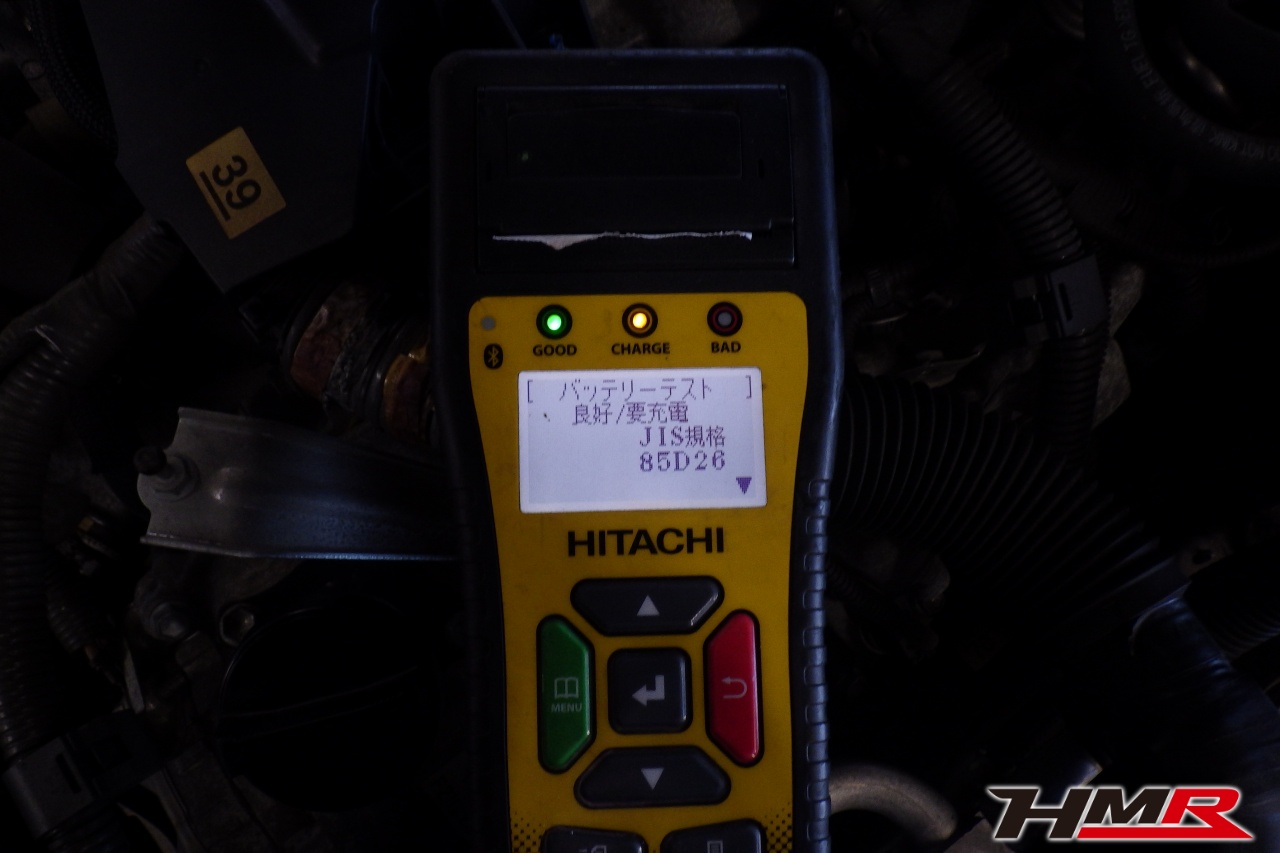 39
GOOD CHARGE BAD
[ バッテリーテスト ]
良好/要充電
JIS規格
85D26
HITACHI
MENU
HMR